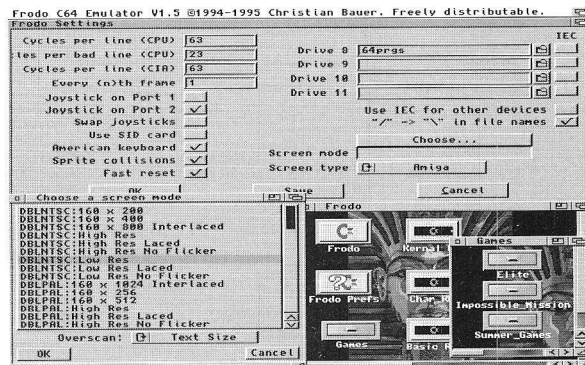 Frodo C64 Emulator V1.5 ©1994-1995 Christian Bauer. Freely distributable.
Frodo Settings
Cycles per line (CPU) 63
les per bad line (CPU) 23
Cycles per line (CIA) 63
Every (n)th frame 1
Joystick on Port 1
Joystick on Port 2
Swap joysticks
Use SID card
American keyboard
Sprite collisions
Fast reset
IEC
Drive 8 64prgs
Drive 9
Drive 10
Drive 11
Use IEC for other devices
"/" -> "\" in file names
Choose...
Screen mode
Screen type Amiga
OK
Save
Cancel
Choose a screen mode
DBLNTSC:160 x 200
DBLNTSC:160 x 400
DBLNTSC:160 x 800 Interlaced
DBLNTSC:High Res
DBLNTSC:High Res Laced
DBLNTSC:High Res No Flicker
DBLNTSC:Low Res
DBLNTSC:Low Res Laced
DBLNTSC:Low Res No Flicker
DBLPAL:160 x 1024 Interlaced
DBLPAL:160 x 256
DBLPAL:160 x 512
DBLPAL:High Res
DBLPAL:High Res Laced
DBLPAL:High Res No Flicker
Overscan: Text Size
OK
Cancel
Frodo
Frodo
Kernal
Frodo Prefs
Char R
Games
Basic R
Games
Elite
Impossible_Mission
Summer_Games